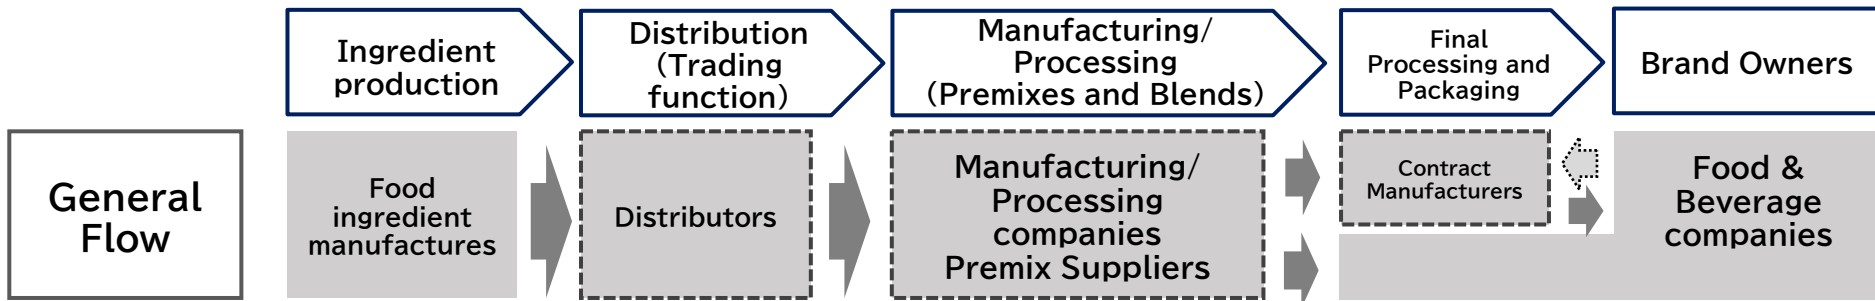 Ingredient
production
Distribution
(Trading
function)
Manufacturing/
Processing
(Premixes and Blends)
Final
Processing and
Packaging
Brand Owners
General
Flow
Food
ingredient
manufactures
Distributors
Manufacturing/
Processing
companies
Premix Suppliers
Contract
Manufacturers
Food &
Beverage
companies